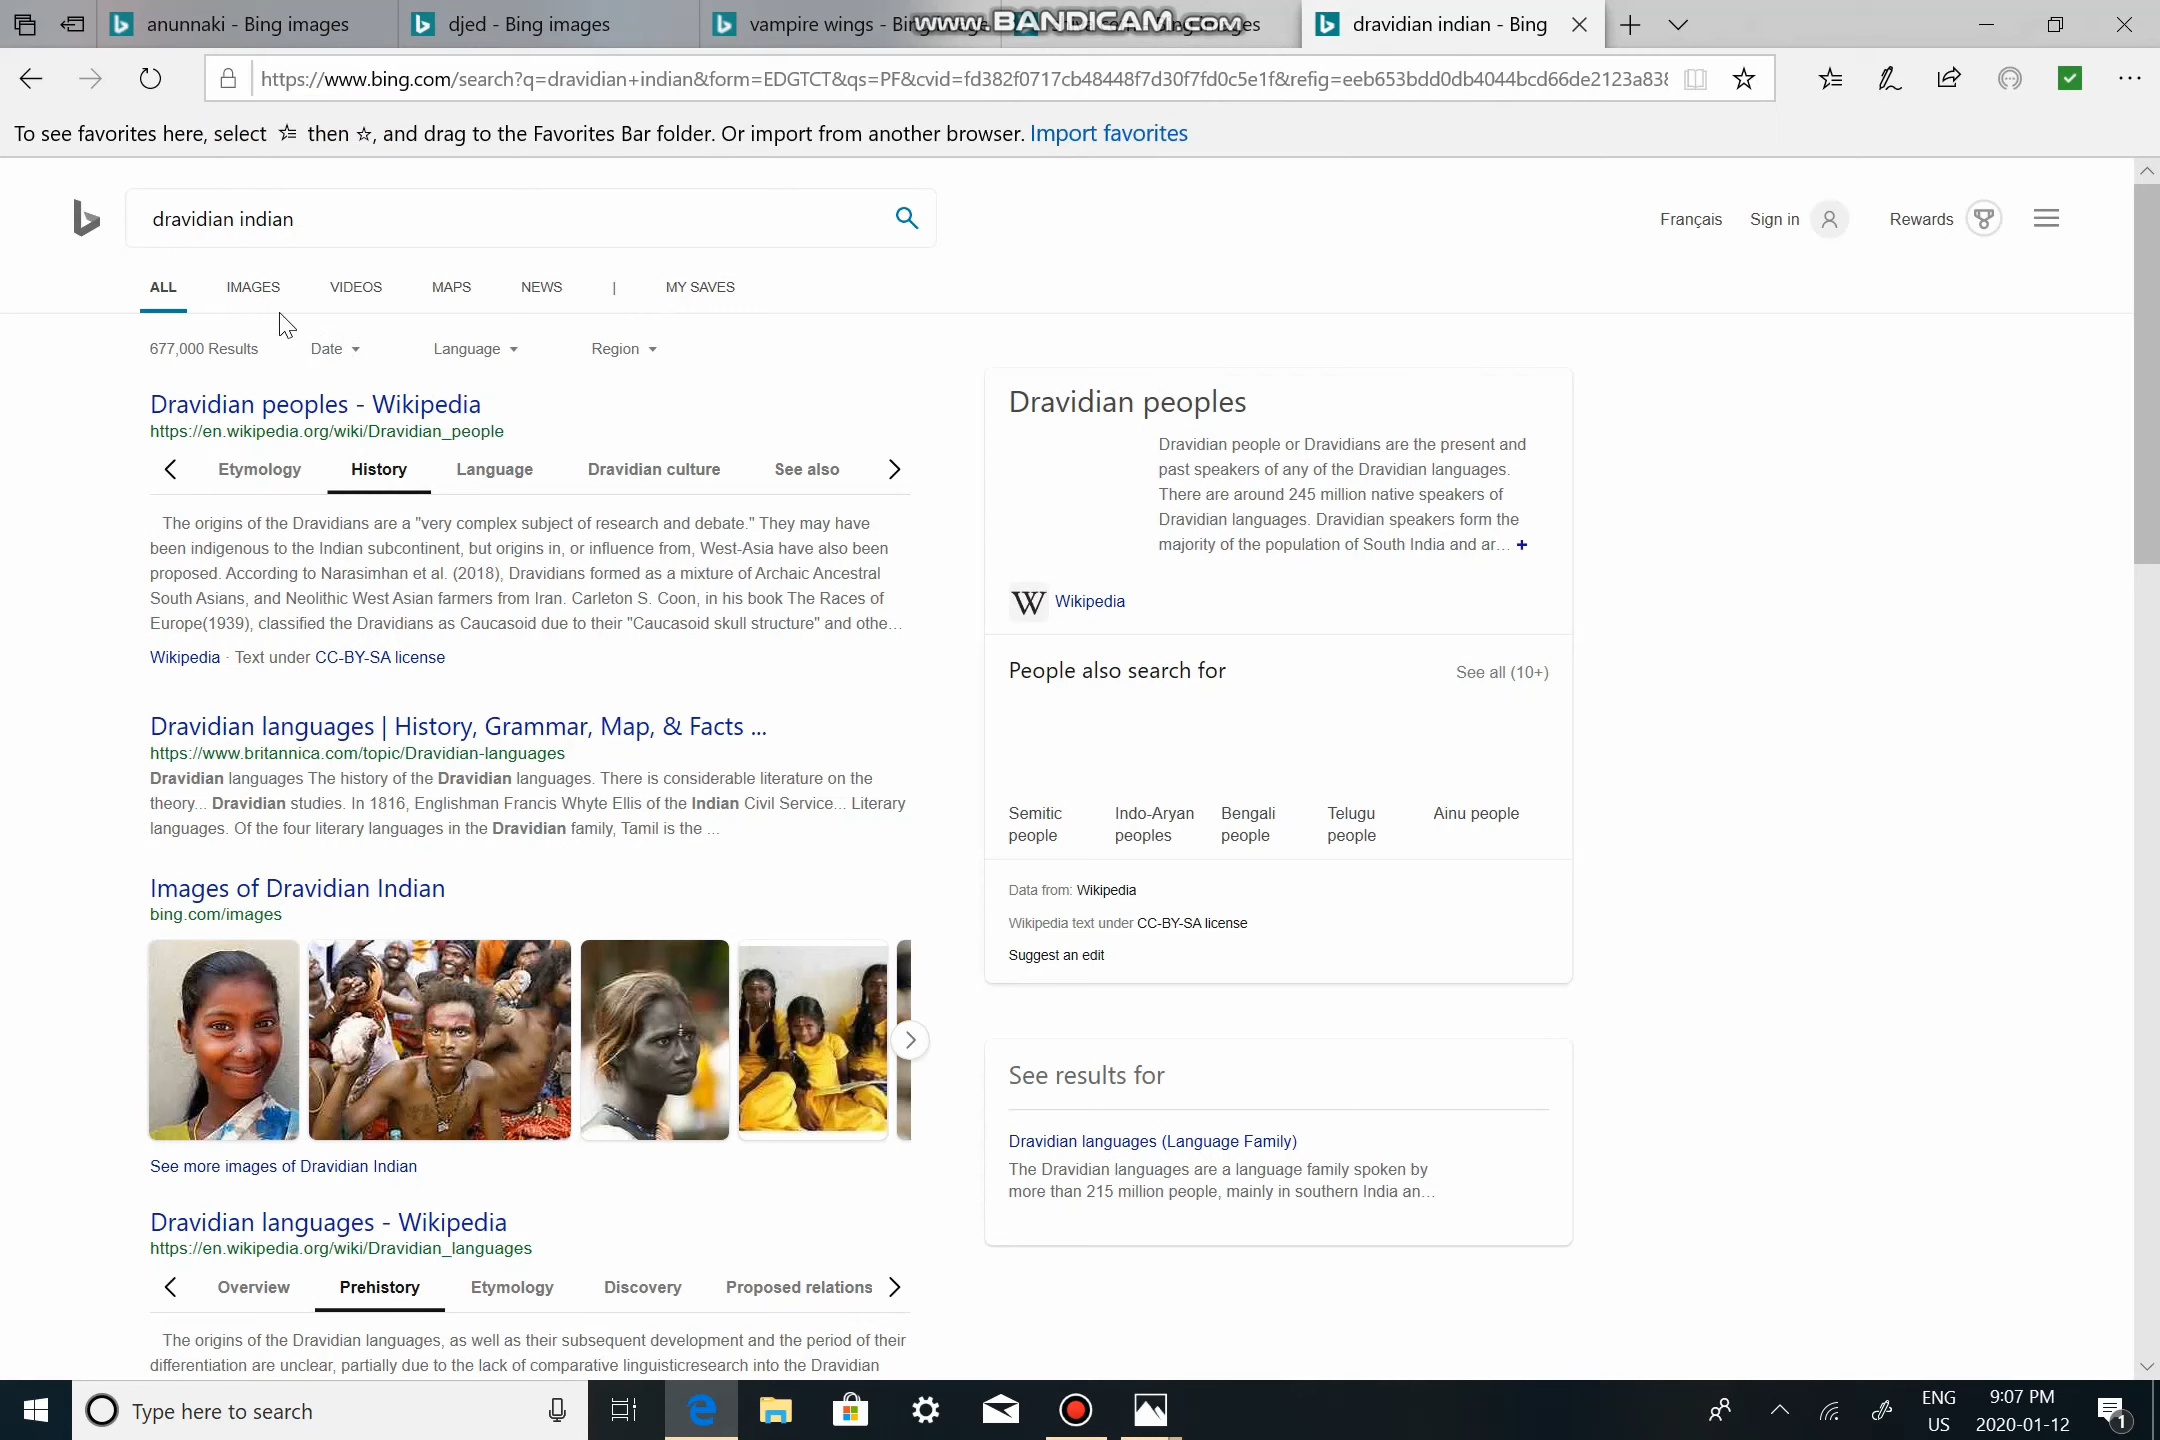 anunnaki - Bing images
djed - Bing images
vampire wings - Bing
www.BANDICAM.com
dravidian indian - Bing
https://www.bing.com/search?q=dravidian+indian&form=EDGTCT&qs=PF&cvid=fd382f0717cb48448f7d30f7fd0c5e1f&refig=eeb653bdd0db4044bcd66de2123a838
To see favorites here, select then , and drag to the Favorites Bar folder. Or import from another browser. Import favorites
dravidian indian
Français Sign in Rewards
ALL IMAGES VIDEOS MAPS NEWS | MY SAVES
677,000 Results Date Language Region
Dravidian peoples - Wikipedia
https://en.wikipedia.org/wiki/Dravidian_people
Etymology History Language Dravidian culture See also
The origins of the Dravidians are a "very complex subject of research and debate." They may have
been indigenous to the Indian subcontinent, but origins in, or influence from, West-Asia have also been
proposed. According to Narasimhan et al. (2018), Dravidians formed as a mixture of Archaic Ancestral
South Asians, and Neolithic West Asian farmers from Iran. Carleton S. Coon, in his book The Races of
Europe(1939), classified the Dravidians as Caucasoid due to their "Caucasoid skull structure" and othe...
Wikipedia · Text under CC-BY-SA license
Dravidian languages | History, Grammar, Map, & Facts ...
https://www.britannica.com/topic/Dravidian-languages
Dravidian languages The history of the Dravidian languages. There is considerable literature on the
theory... Dravidian studies. In 1816, Englishman Francis Whyte Ellis of the Indian Civil Service... Literary
languages. Of the four literary languages in the Dravidian family, Tamil is the ...
Images of Dravidian Indian
bing.com/images
See more images of Dravidian Indian
Dravidian languages - Wikipedia
https://en.wikipedia.org/wiki/Dravidian_languages
Overview Prehistory Etymology Discovery Proposed relations
The origins of the Dravidian languages, as well as their subsequent development and the period of their
differentiation are unclear, partially due to the lack of comparative linguisticresearch into the Dravidian
Dravidian peoples
Dravidian people or Dravidians are the present and
past speakers of any of the Dravidian languages.
There are around 245 million native speakers of
Dravidian languages. Dravidian speakers form the
majority of the population of South India and ar... +
W Wikipedia
People also search for See all (10+)
Semitic people
Indo-Aryan peoples
Bengali people
Telugu people
Ainu people
Data from: Wikipedia
Wikipedia text under CC-BY-SA license
Suggest an edit
See results for
Dravidian languages (Language Family)
The Dravidian languages are a language family spoken by
more than 215 million people, mainly in southern India an...
Type here to search
ENG
US
9:07 PM
2020-01-12
1